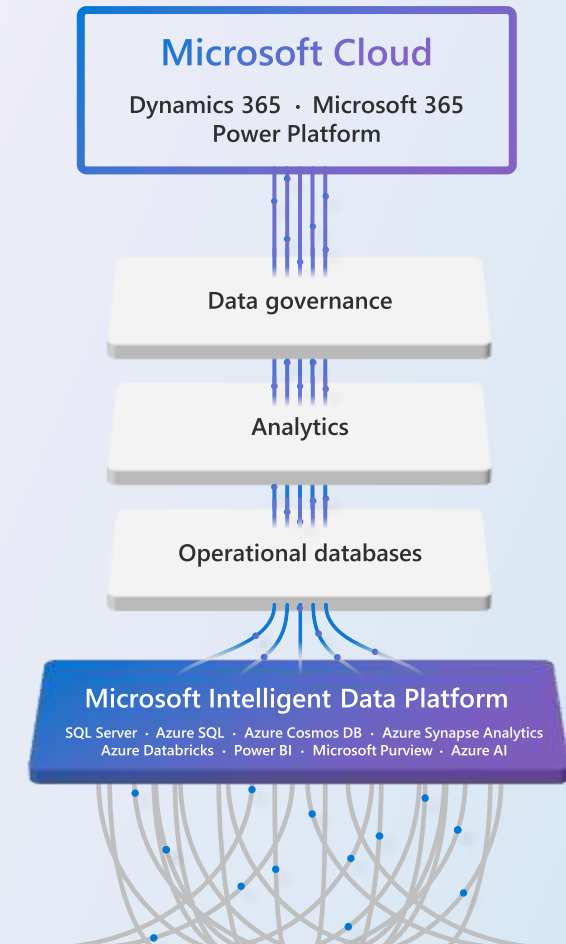 Microsoft Cloud
Dynamics 365 · Microsoft 365
Power Platform
Data governance
Analytics
Operational databases
Microsoft Intelligent Data Platform
SQL Server · Azure SQL · Azure Cosmos DB · Azure Synapse Analytics
Azure Databricks · Power BI · Microsoft Purview · Azure AI